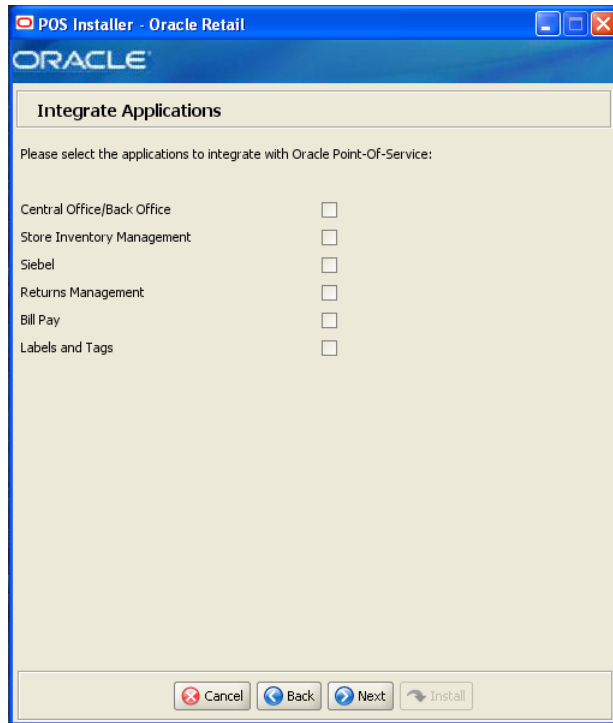 POS Installer - Oracle Retail
ORACLE
Integrate Applications
Please select the applications to integrate with Oracle Point-Of-Service:
Central Office/Back Office
Store Inventory Management
Siebel
Returns Management
Bill Pay
Labels and Tags
Cancel Back Next Install